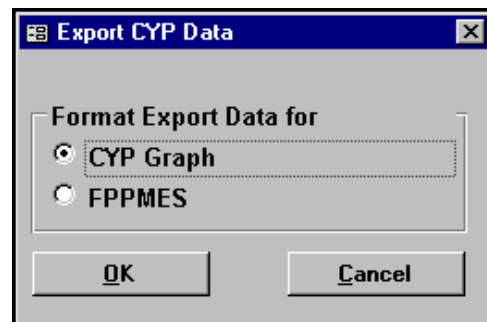 Export CYP Data
Format Export Data for
CYP Graph
FPPMES
OK
Cancel